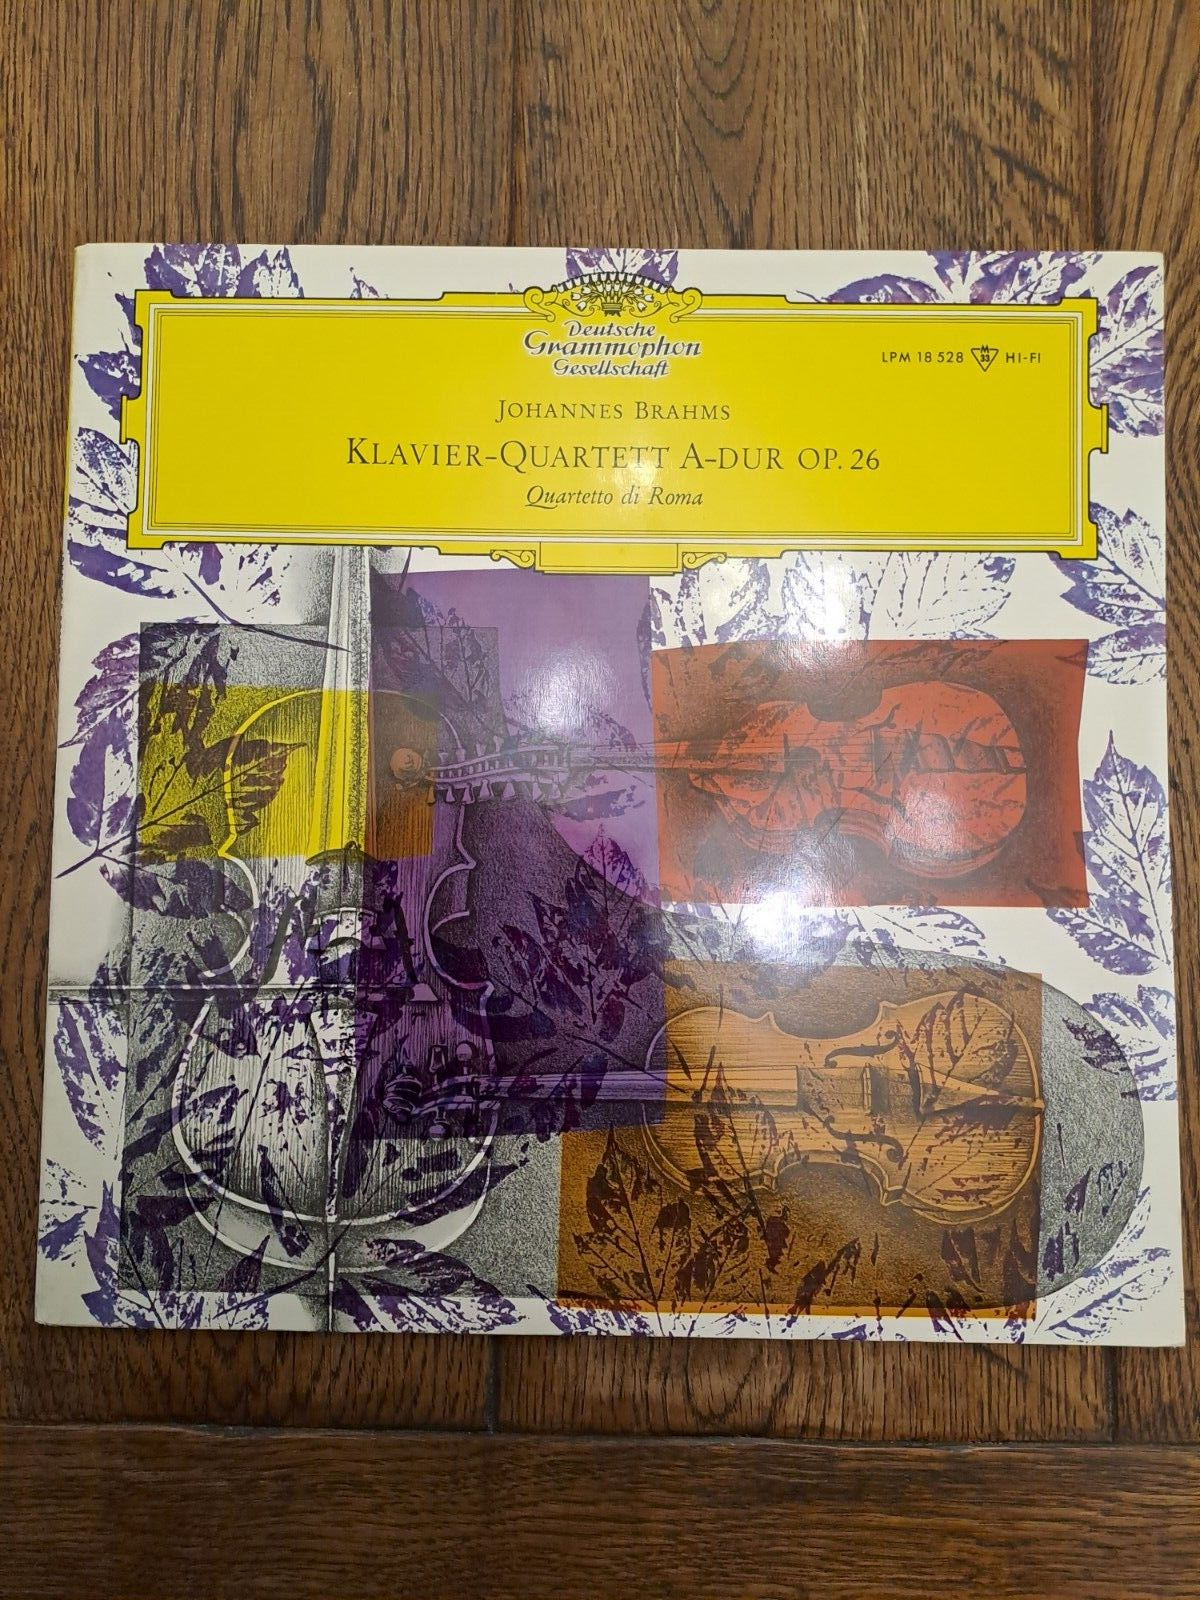 Deutsche
Grammophon
Gesellschaft
LPM 18 528 M 33 HI-FI
JOHANNES BRAHMS
KLAVIER-QUARTETT A-DUR OP. 26
Quartetto di Roma